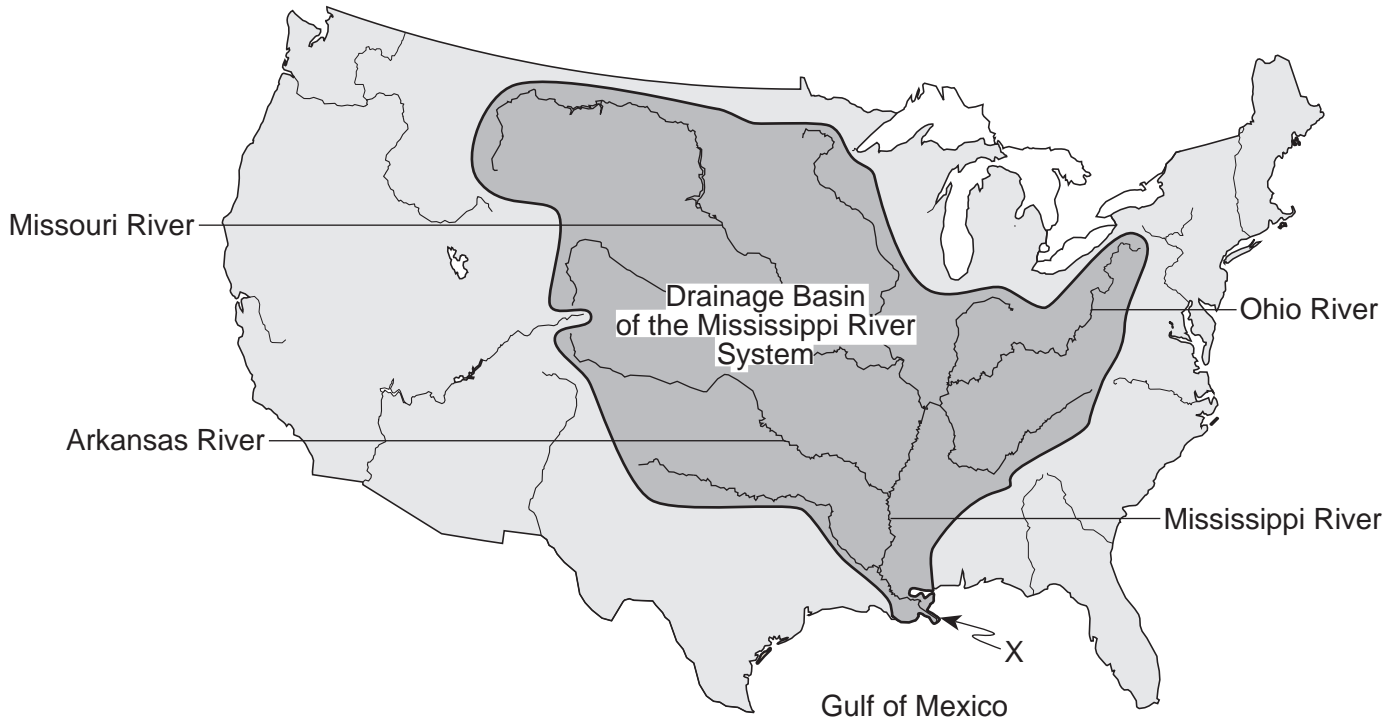 Missouri River
Drainage Basin
of the Mississippi River
System
Ohio River
Arkansas River
Mississippi River
X
Gulf of Mexico